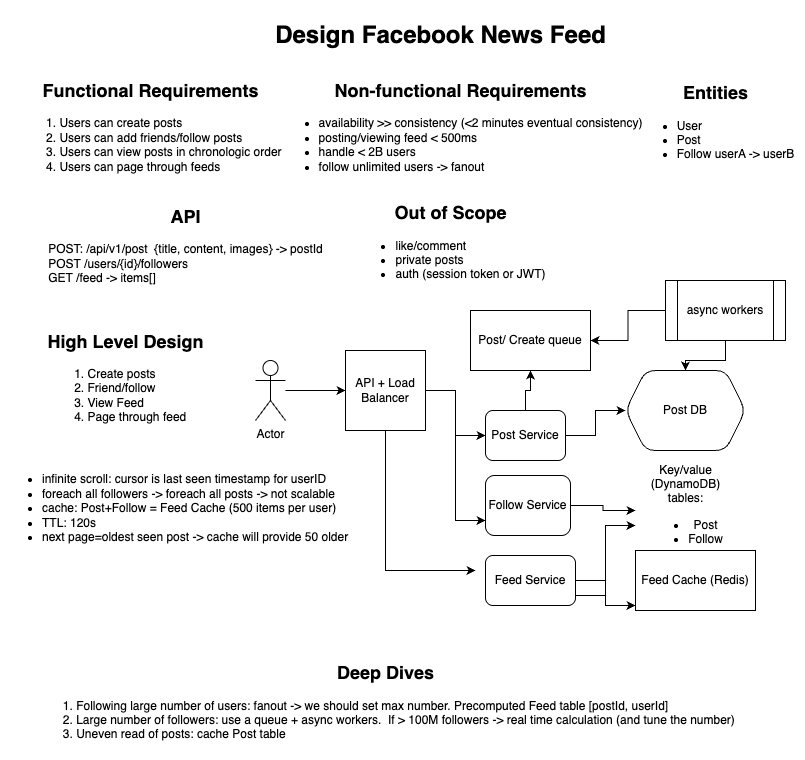 Design Facebook News Feed
Functional Requirements
1. Users can create posts
2. Users can add friends/follow posts
3. Users can view posts in chronologic order
4. Users can page through feeds
Non-functional Requirements
• availability >> consistency (<2 minutes eventual consistency)
• posting/viewing feed < 500ms
• handle < 2B users
• follow unlimited users -> fanout
Entities
• User
• Post
• Follow userA -> userB
API
POST: /api/v1/post {title, content, images} -> postId
POST /users/{id}/followers
GET /feed -> items[]
Out of Scope
• like/comment
• private posts
• auth (session token or JWT)
High Level Design
1. Create posts
2. Friend/follow
3. View Feed
4. Page through feed
• infinite scroll: cursor is last seen timestamp for userID
• foreach all followers -> foreach all posts -> not scalable
• cache: Post+Follow = Feed Cache (500 items per user)
• TTL: 120s
• next page=oldest seen post -> cache will provide 50 older
Actor
API + Load
Balancer
Post/ Create queue
async workers
Post Service
Post DB
Follow Service
Key/value
(DynamoDB)
tables:
• Post
• Follow
Feed Service
Feed Cache (Redis)
Deep Dives
1. Following large number of users: fanout -> we should set max number. Precomputed Feed table [postId, userId]
2. Large number of followers: use a queue + async workers. If > 100M followers -> real time calculation (and tune the number)
3. Uneven read of posts: cache Post table